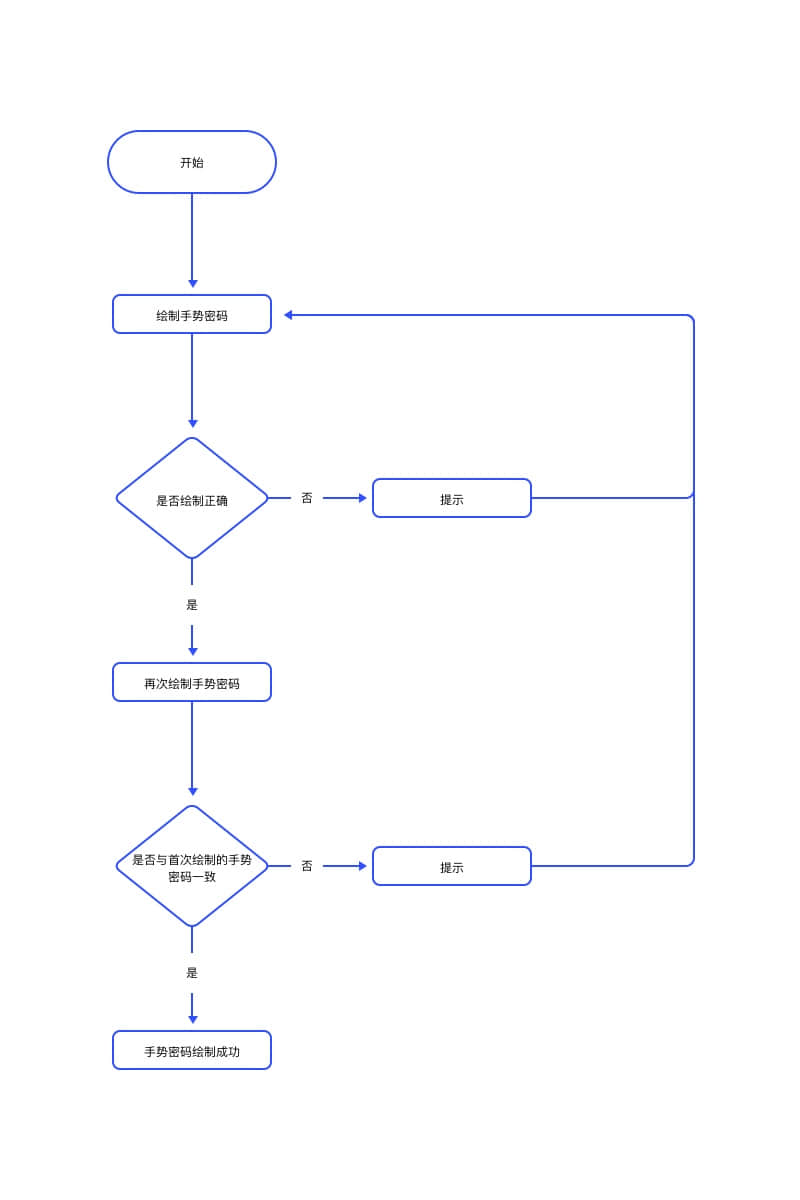 开始
绘制手势密码
是否绘制正确
否
提示
是
再次绘制手势密码
是否与首次绘制的手势
密码一致
否
提示
是
手势密码绘制成功